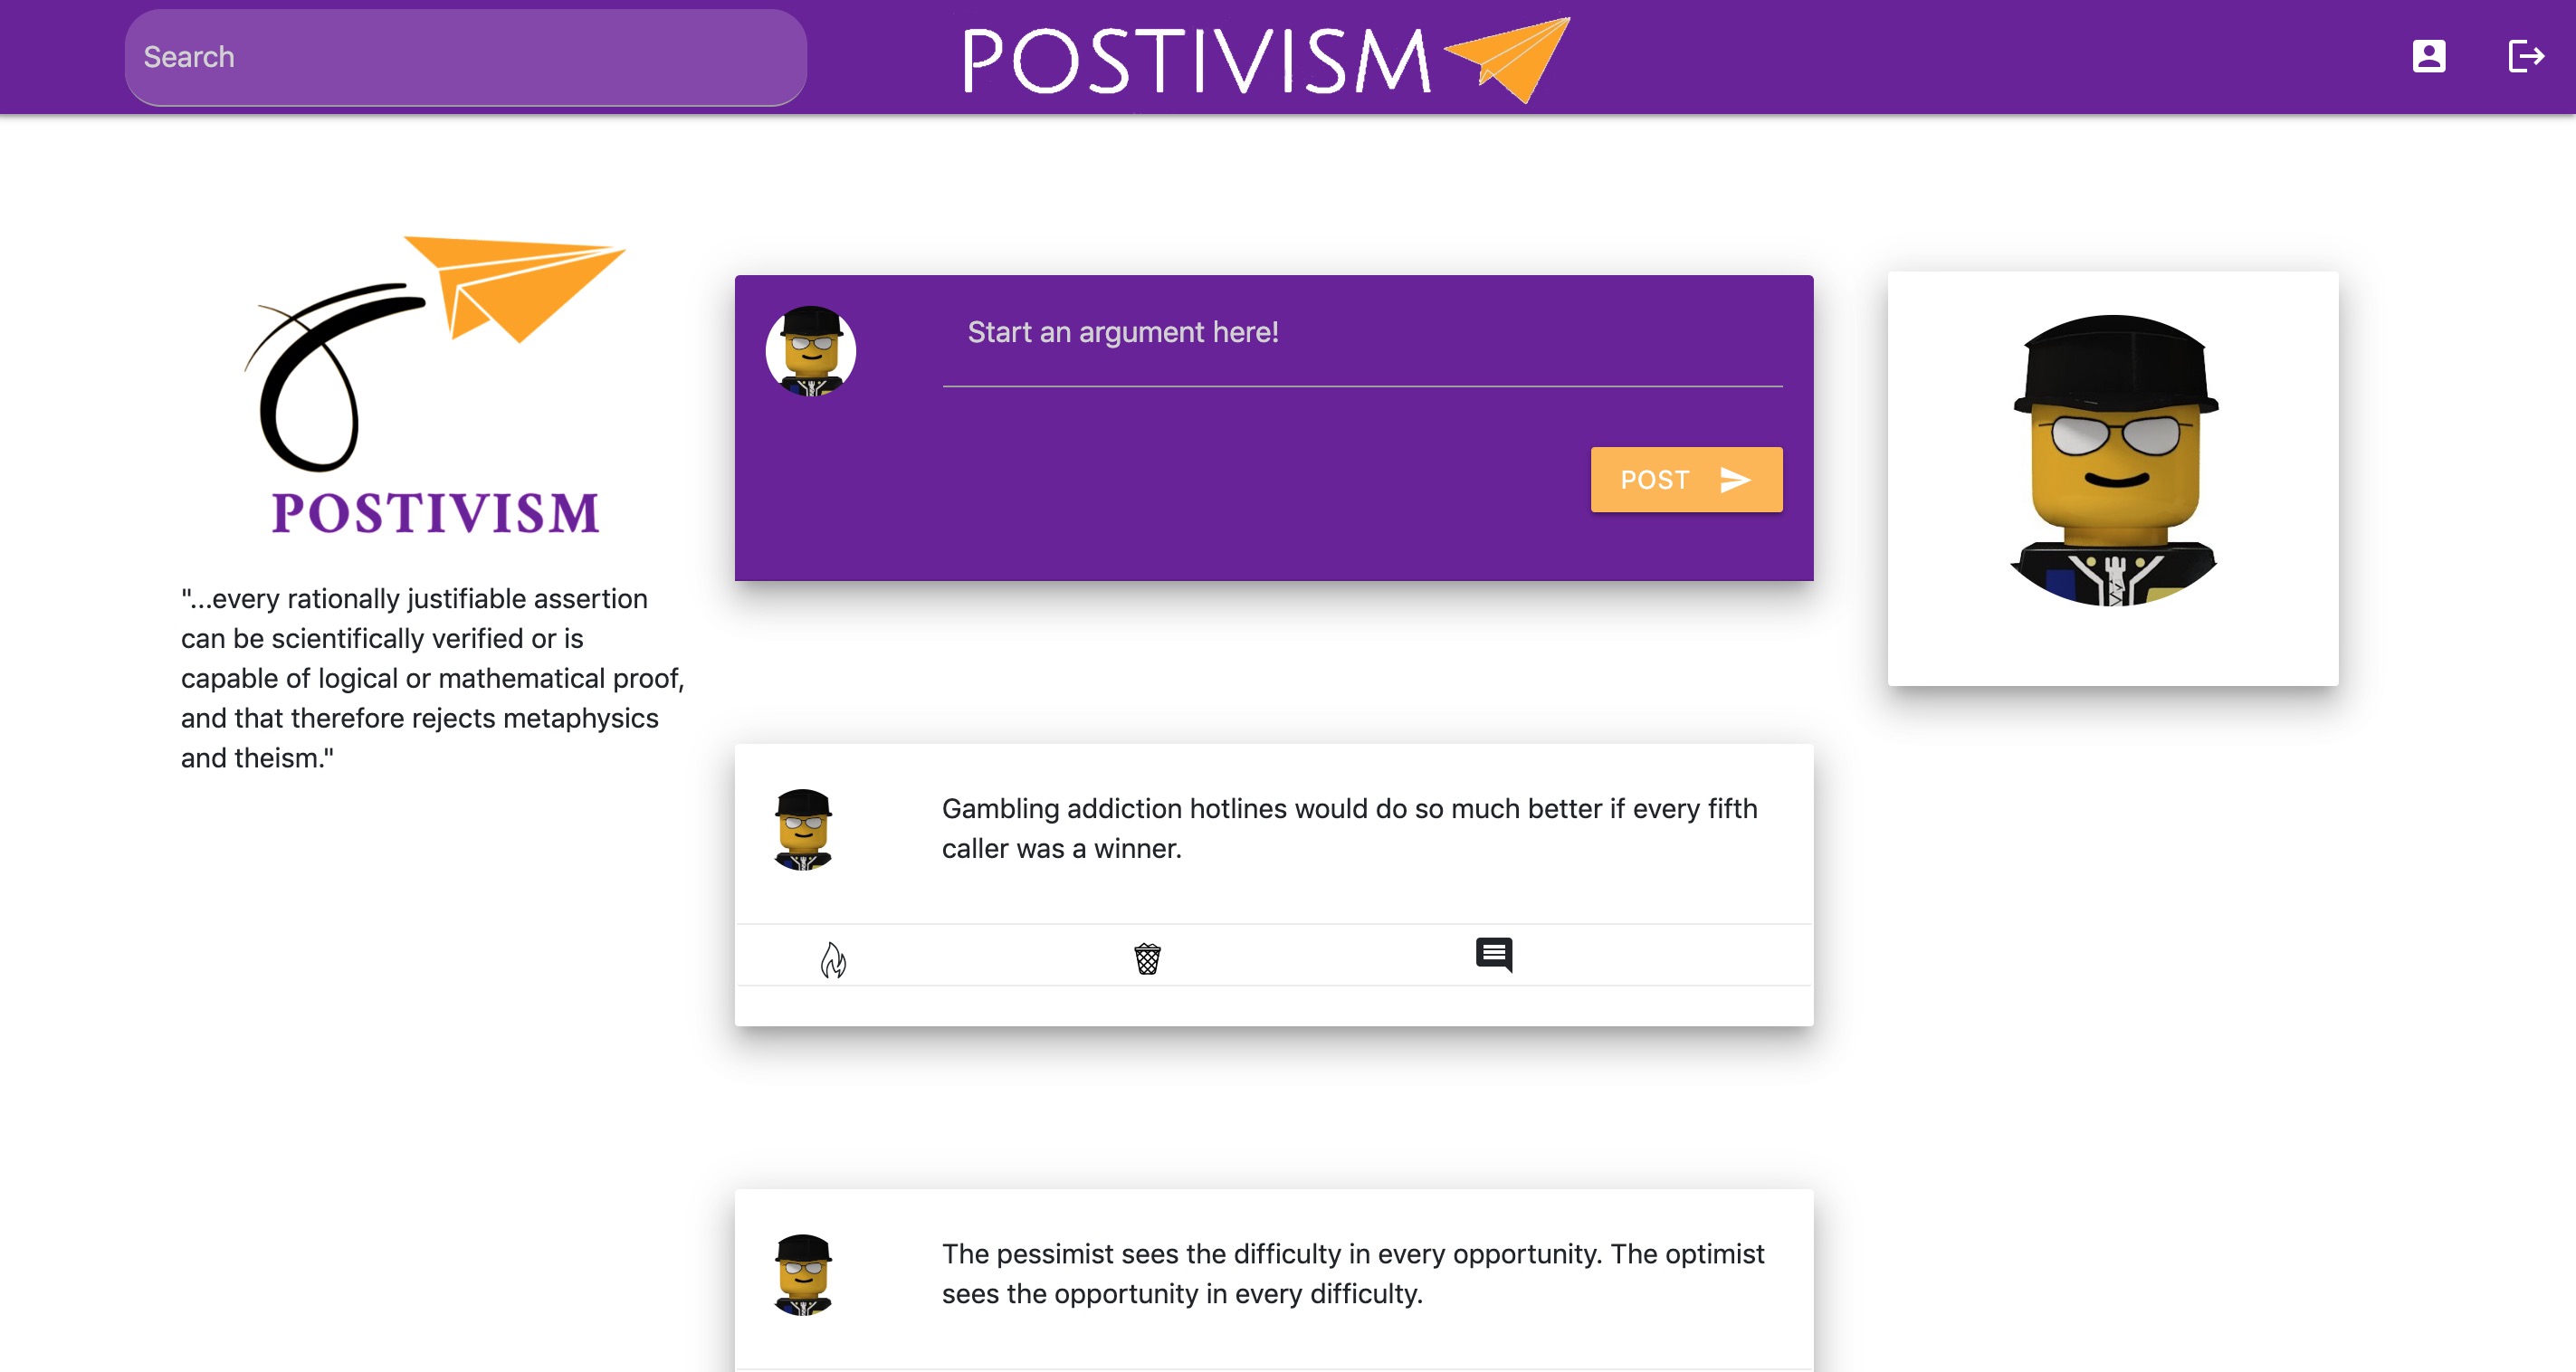 Search
POSTIVISM
POSTIVISM
"...every rationally justifiable assertion
can be scientifically verified or is
capable of logical or mathematical proof,
and that therefore rejects metaphysics
and theism."
Start an argument here!
POST
Gambling addiction hotlines would do so much better if every fifth
caller was a winner.
The pessimist sees the difficulty in every opportunity. The optimist
sees the opportunity in every difficulty.